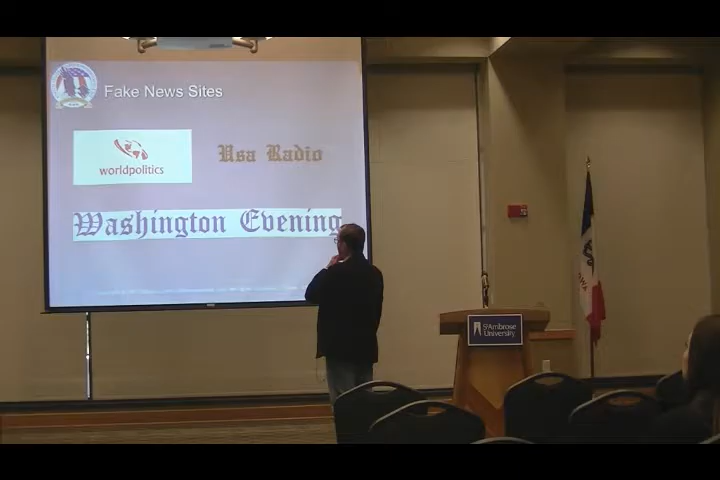 Fake News Sites
worldpolitics
Usa Radio
Washington Evening
St Ambrose
University